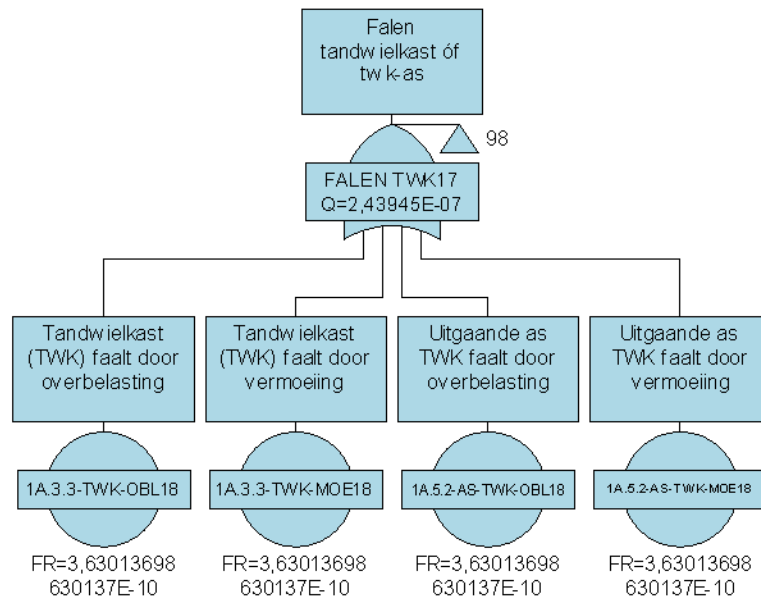 Falen
tandwielkast óf
twk-as
98
FALEN TWK17
Q=2,43945E-07
Tandwielkast
(TWK) faalt door
overbelasting
Tandwielkast
(TWK) faalt door
vermoeiing
Uitgaande as
TWK faalt door
overbelasting
Uitgaande as
TWK faalt door
vermoeiing
1A.3.3-TWK-OBL18
1A.3.3-TWK-MOE18
1A.5.2-AS-TWK-OBL18
1A.5.2-AS-TWK-MOE18
FR=3,63013698
630137E-10
FR=3,63013698
630137E-10
FR=3,63013698
630137E-10
FR=3,63013698
630137E-10